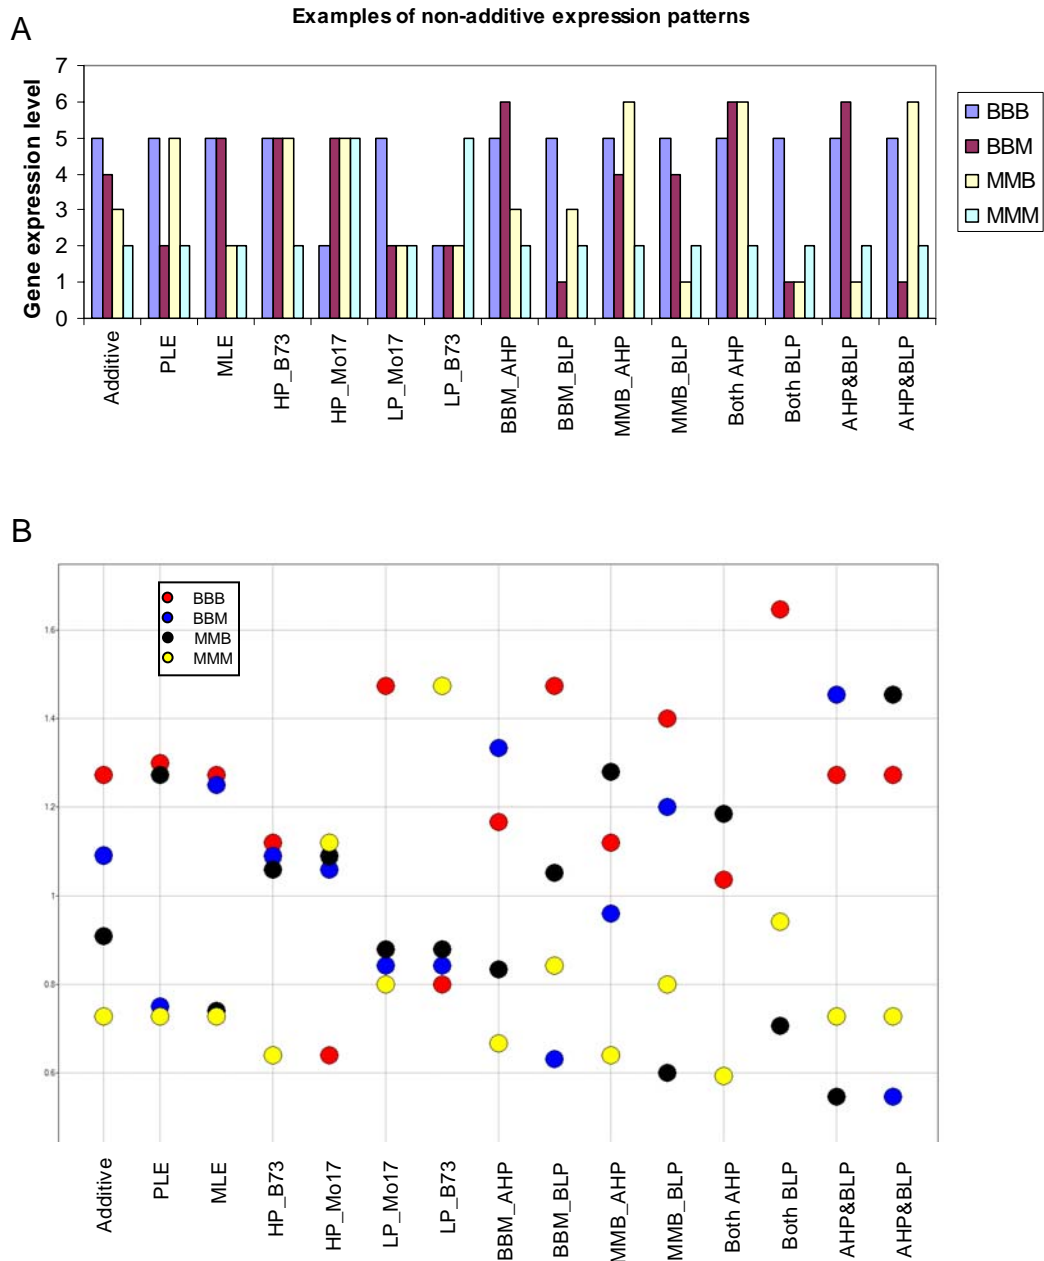 Examples of non-additive expression patterns
A
Gene expression level
7
6
5
4
3
2
1
0
BBB
BBM
MMB
MMM
Additive
PLE
MLE
HP_B73
HP_Mo17
LP_Mo17
LP_B73
BBM_AHP
BBM_BLP
MMB_AHP
MMB_BLP
Both AHP
Both BLP
AHP&BLP
AHP&BLP
B
BBB
BBM
MMB
MMM
1.6
1.4
1.2
1
0.8
0.6
Additive
PLE
MLE
HP_B73
HP_Mo17
LP_Mo17
LP_B73
BBM_AHP
BBM_BLP
MMB_AHP
MMB_BLP
Both AHP
Both BLP
AHP&BLP
AHP&BLP